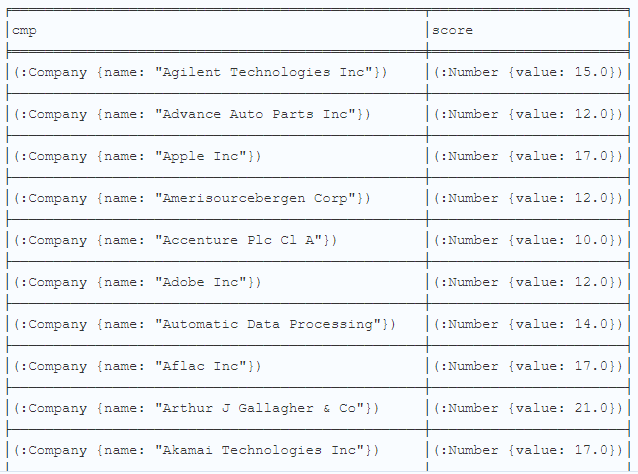 cmp score
(:Company {name: "Agilent Technologies Inc"}) (:Number {value: 15.0})
(:Company {name: "Advance Auto Parts Inc"}) (:Number {value: 12.0})
(:Company {name: "Apple Inc"}) (:Number {value: 17.0})
(:Company {name: "Amerisourcebergen Corp"}) (:Number {value: 12.0})
(:Company {name: "Accenture Plc Cl A"}) (:Number {value: 10.0})
(:Company {name: "Adobe Inc"}) (:Number {value: 12.0})
(:Company {name: "Automatic Data Processing"}) (:Number {value: 14.0})
(:Company {name: "Aflac Inc"}) (:Number {value: 17.0})
(:Company {name: "Arthur J Gallagher & Co"}) (:Number {value: 21.0})
(:Company {name: "Akamai Technologies Inc"}) (:Number {value: 17.0})